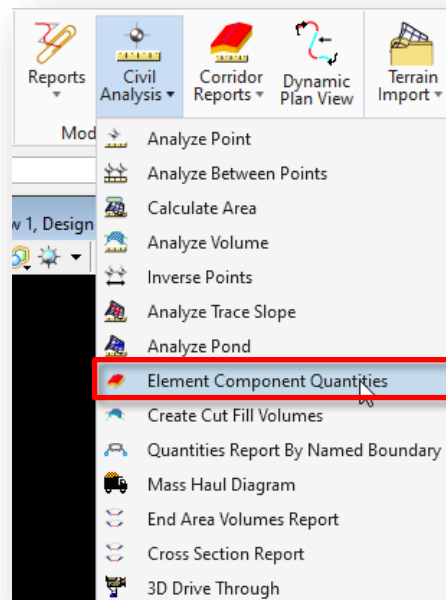 Reports
Civil
Analysis
Corridor
Reports
Dynamic
Plan View
Terrain
Import
Mod
w 1, Design
Analyze Point
Analyze Between Points
Calculate Area
Analyze Volume
Inverse Points
Analyze Trace Slope
Analyze Pond
Element Component Quantities
Create Cut Fill Volumes
Quantities Report By Named Boundary
Mass Haul Diagram
End Area Volumes Report
Cross Section Report
3D Drive Through